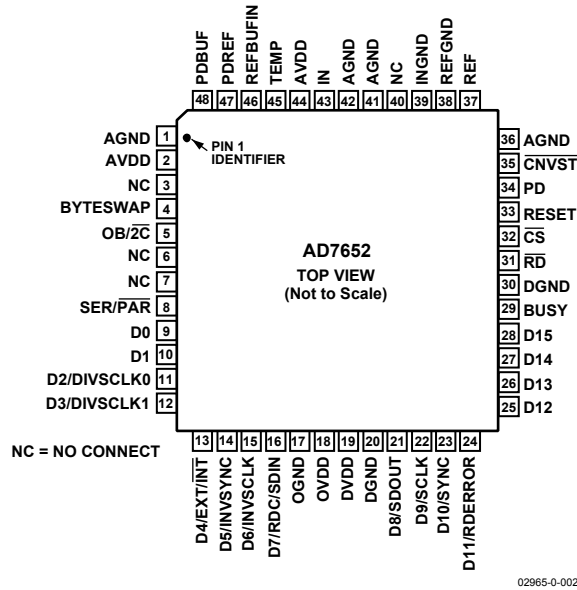 PDBUF
PDREF
REFBUFIN
TEMP
AVDD
IN
AGND
AGND
NC
INGND
REFGND
REF
48 47 46 45 44 43 42 41 40 39 38 37
AGND 1
AVDD 2
NC 3
BYTESWAP 4
OB/2C̅ 5
NC 6
NC 7
SER/P̅A̅R̅ 8
D0 9
D1 10
D2/DIVSCLK0 11
D3/DIVSCLK1 12
PIN 1
IDENTIFIER
AD7652
TOP VIEW
(Not to Scale)
36 AGND
35 C̅N̅V̅S̅T̅
34 PD
33 RESET
32 C̅S̅
31 R̅D̅
30 DGND
29 BUSY
28 D15
27 D14
26 D13
25 D12
NC = NO CONNECT
13 14 15 16 17 18 19 20 21 22 23 24
D4/EXT/I̅N̅T̅
D5/INVSYNC
D6/INVSCLK
D7/RDC/SDIN
OGND
OVDD
DVDD
DGND
D8/SDOUT
D9/SCLK
D10/SYNC
D11/RDERROR
02965-0-002